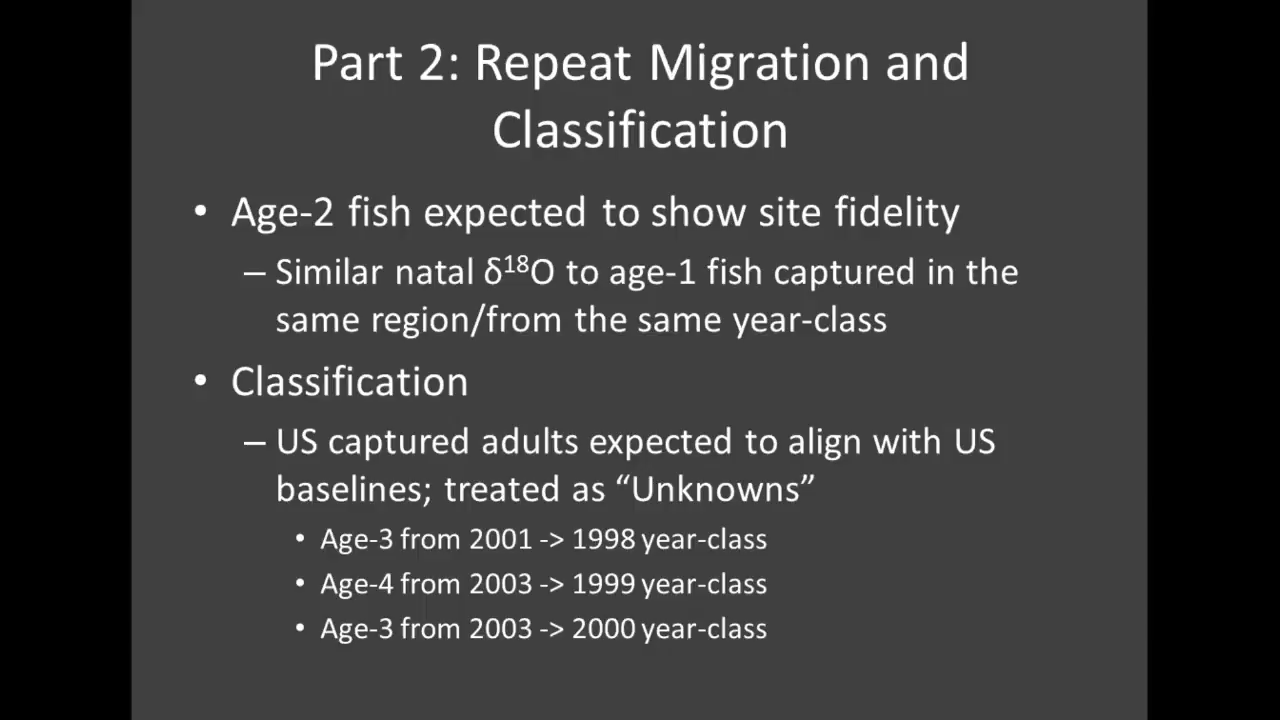 Part 2: Repeat Migration and
Classification
• Age-2 fish expected to show site fidelity
– Similar natal δ¹⁸O to age-1 fish captured in the
same region/from the same year-class
• Classification
– US captured adults expected to align with US
baselines; treated as “Unknowns”
• Age-3 from 2001 -> 1998 year-class
• Age-4 from 2003 -> 1999 year-class
• Age-3 from 2003 -> 2000 year-class